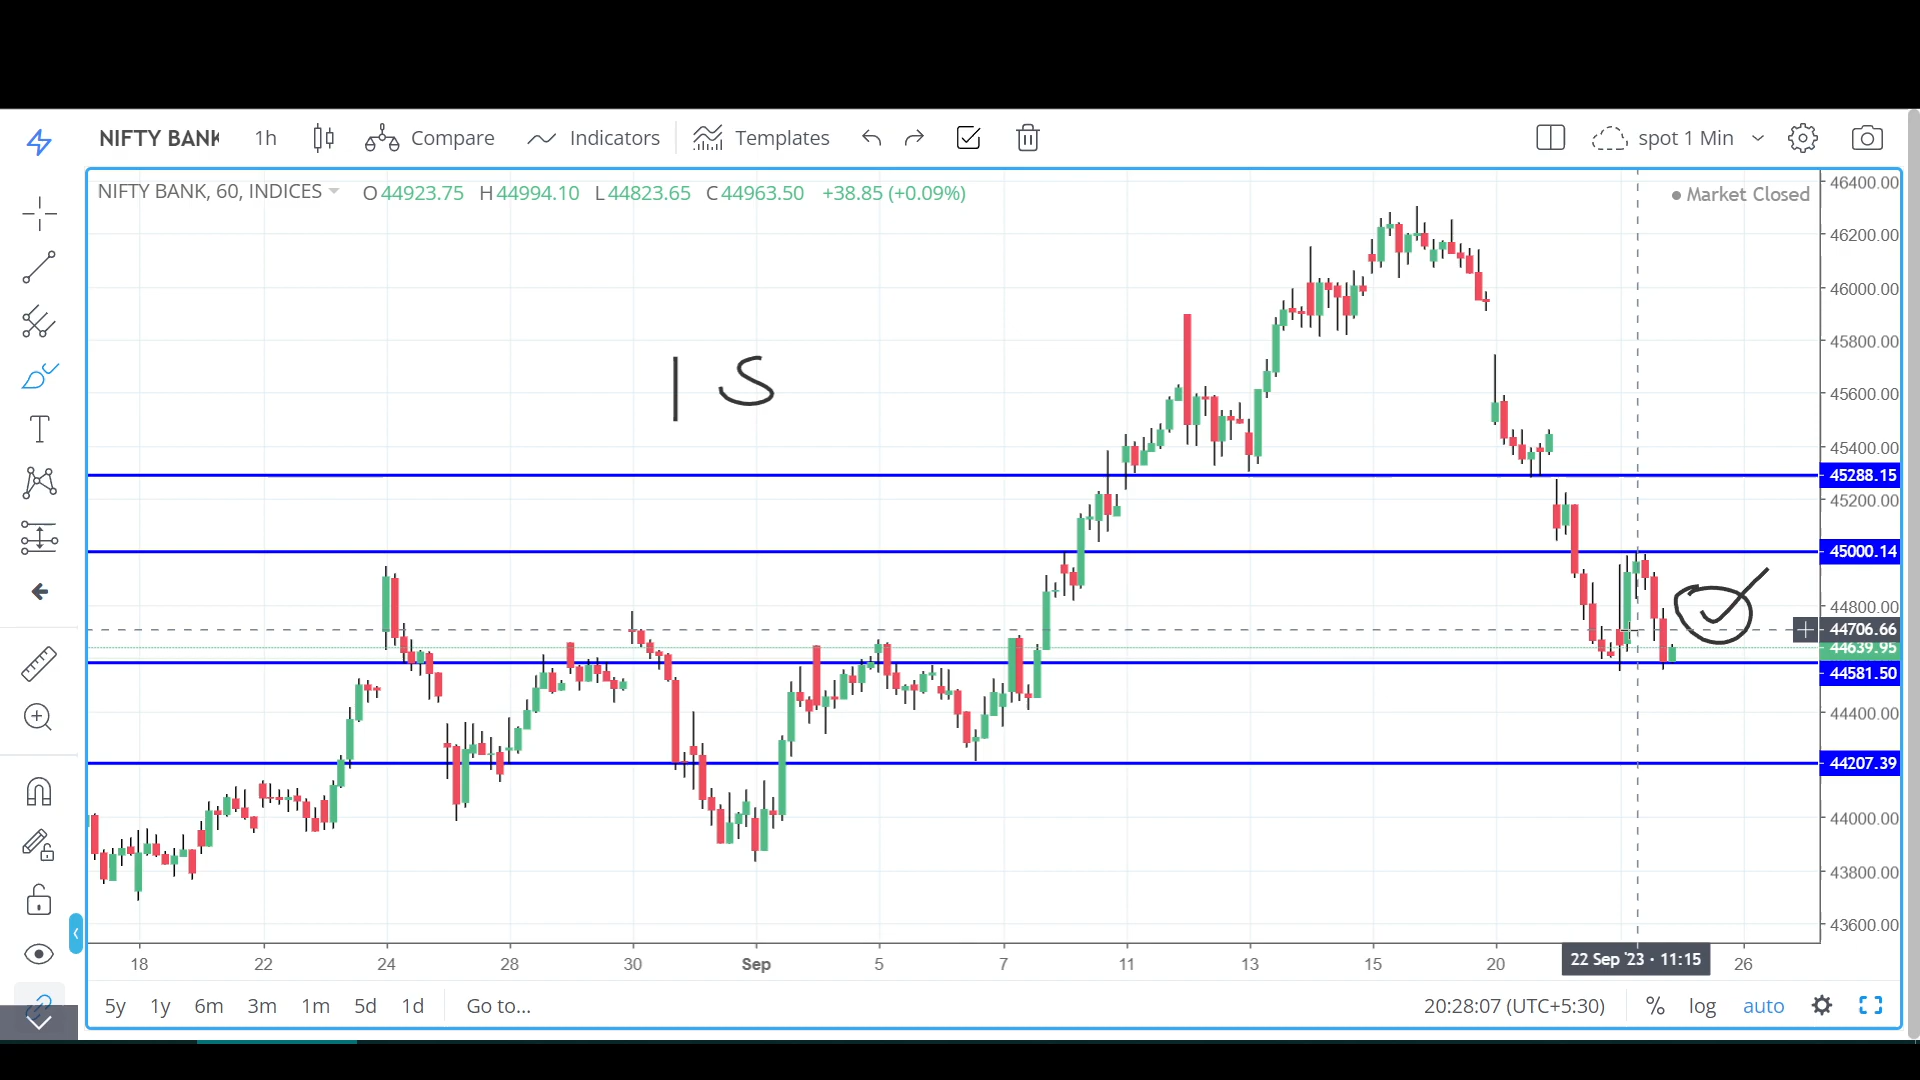 NIFTY BANK 1h Compare Indicators Templates spot 1 Min
NIFTY BANK, 60, INDICES O 44923.75 H 44994.10 L 44823.65 C 44963.50 +38.85 (+0.09%)
Market Closed
46400.00
46200.00
46000.00
45800.00
45600.00
45400.00
45288.15
45200.00
45000.14
44800.00
44706.66
44639.95
44581.50
44400.00
44207.39
44000.00
43800.00
43600.00
1 S
T
18 22 24 28 30 Sep 5 7 11 13 15 20 22 Sep '23 · 11:15 26
5y 1y 6m 3m 1m 5d 1d Go to... 20:28:07 (UTC+5:30) % log auto